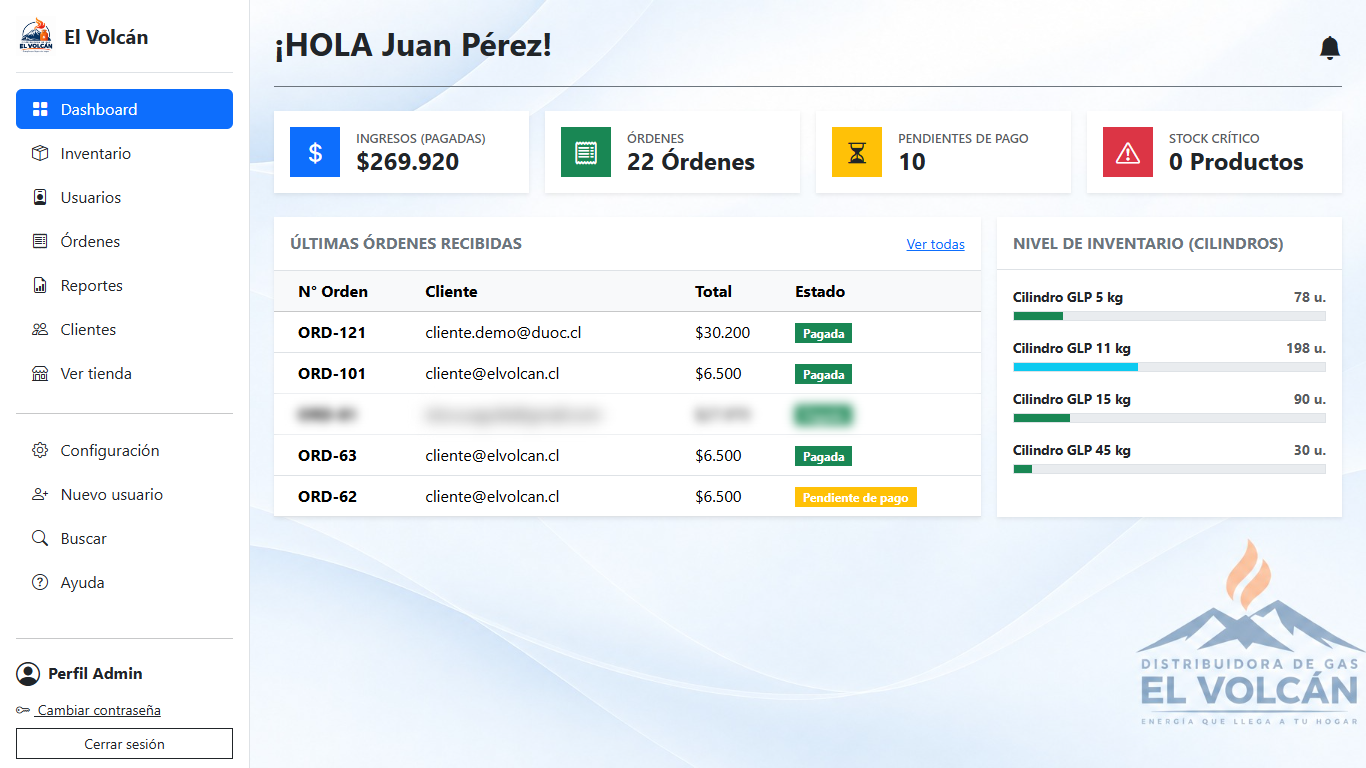 El Volcán
Dashboard
Inventario
Usuarios
Órdenes
Reportes
Clientes
Ver tienda
Configuración
Nuevo usuario
Buscar
Ayuda
Perfil Admin
Cambiar contraseña
Cerrar sesión
¡HOLA Juan Pérez!
INGRESOS (PAGADAS)
$269.920
ÓRDENES
22 Órdenes
PENDIENTES DE PAGO
10
STOCK CRÍTICO
0 Productos
ÚLTIMAS ÓRDENES RECIBIDAS Ver todas
N° Orden Cliente Total Estado
ORD-121 cliente.demo@duoc.cl $30.200 Pagada
ORD-101 cliente@elvolcan.cl $6.500 Pagada
ORD-63 cliente@elvolcan.cl $6.500 Pagada
ORD-62 cliente@elvolcan.cl $6.500 Pendiente de pago
NIVEL DE INVENTARIO (CILINDROS)
Cilindro GLP 5 kg 78 u.
Cilindro GLP 11 kg 198 u.
Cilindro GLP 15 kg 90 u.
Cilindro GLP 45 kg 30 u.
DISTRIBUIDORA DE GAS
EL VOLCÁN
ENERGÍA QUE LLEGA A TU HOGAR